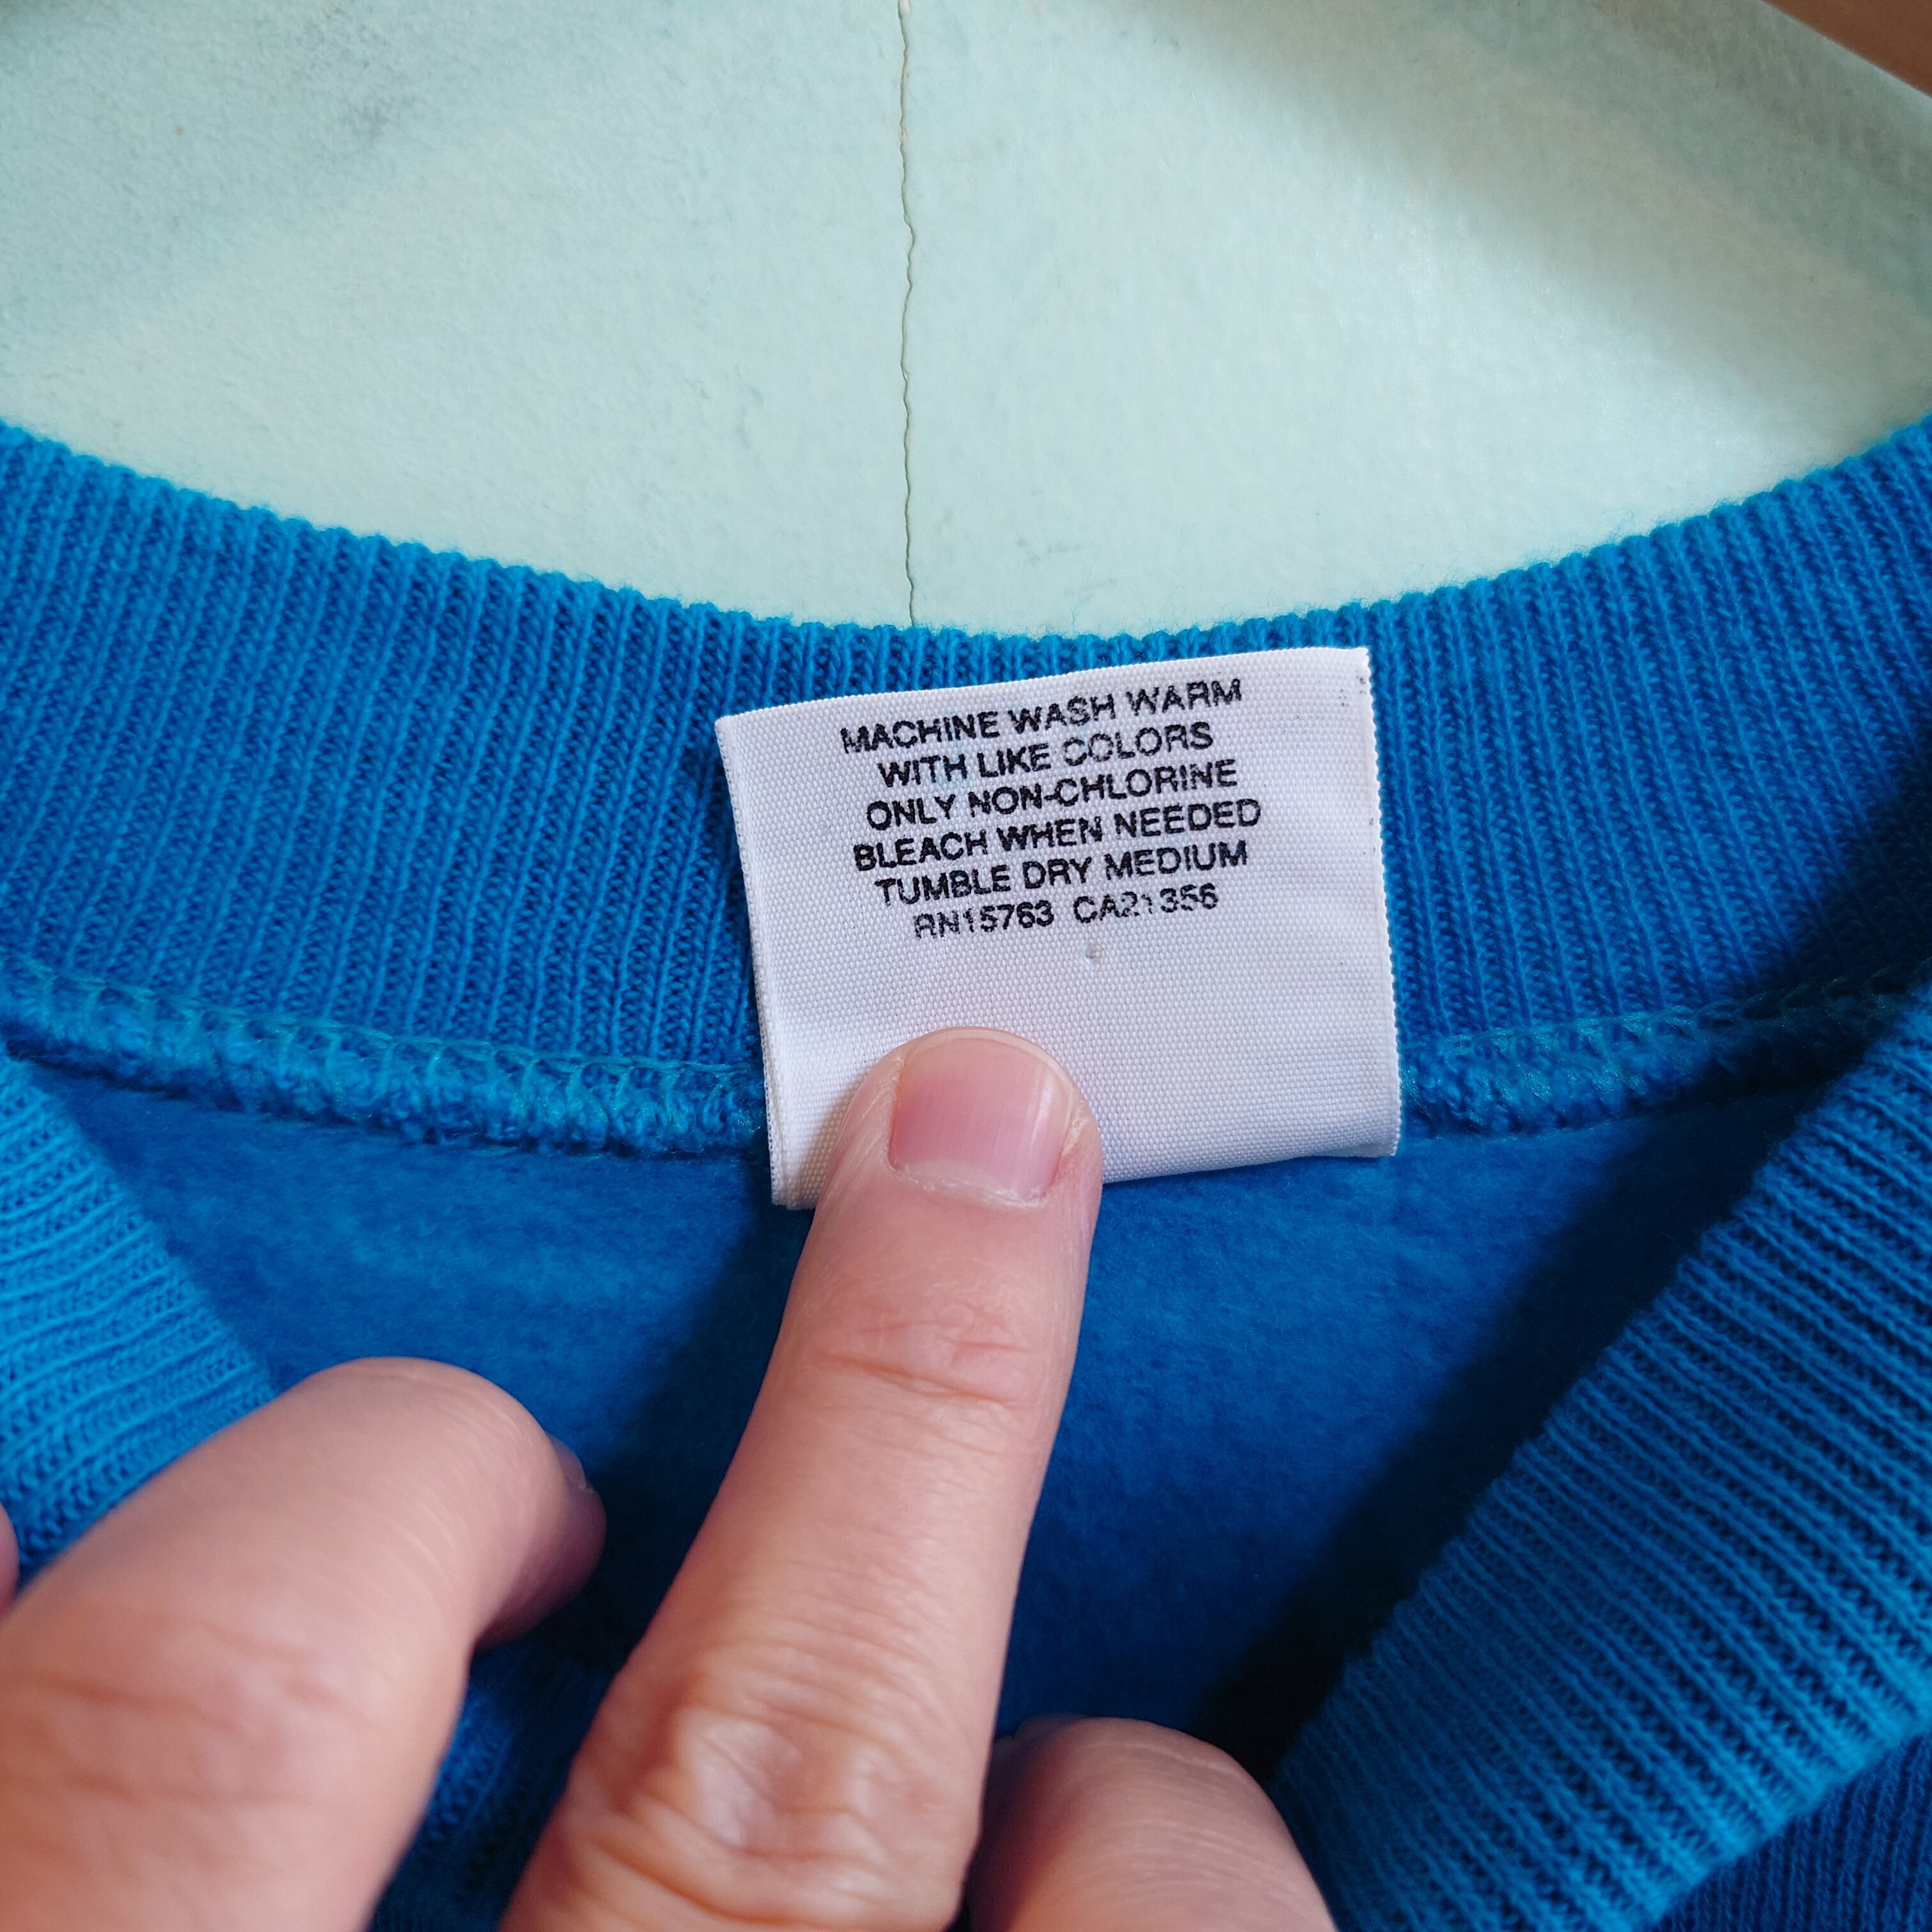 MACHINE WASH WARM
WITH LIKE COLORS
ONLY NON-CHLORINE
BLEACH WHEN NEEDED
TUMBLE DRY MEDIUM
RN15763 CA21356